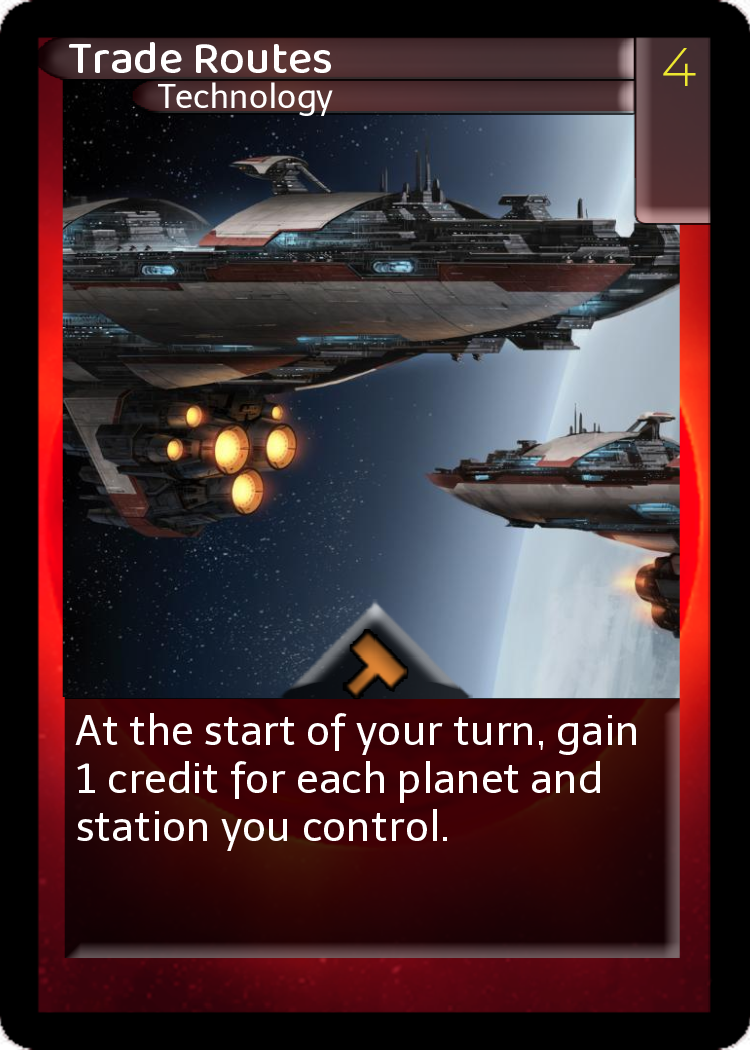 Trade Routes
4
Technology
At the start of your turn, gain
1 credit for each planet and
station you control.